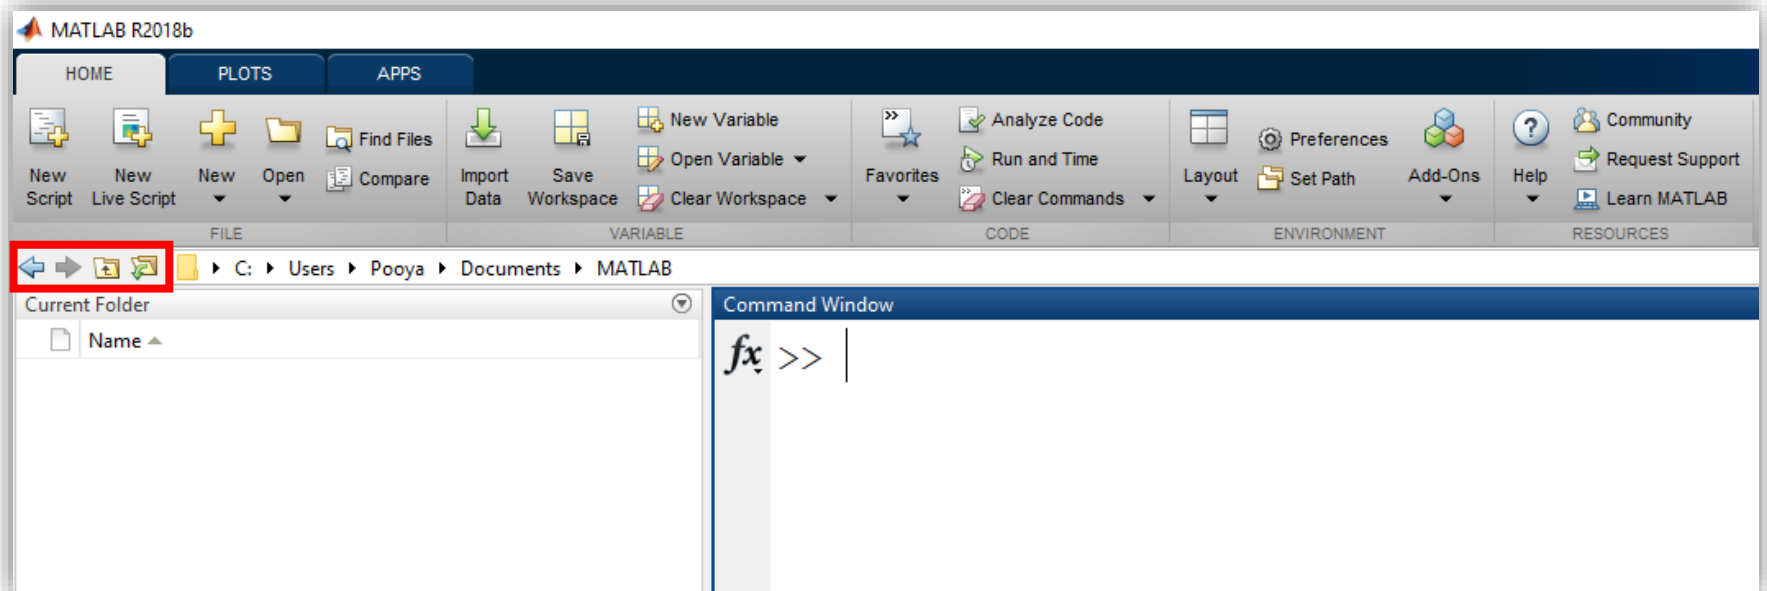 MATLAB R2018b
HOME PLOTS APPS
New Script
New Live Script
New
Open
Find Files
Compare
Import Data
Save Workspace
New Variable
Open Variable
Clear Workspace
Favorites
Analyze Code
Run and Time
Clear Commands
Layout
Preferences
Set Path
Add-Ons
Help
Community
Request Support
Learn MATLAB
FILE VARIABLE CODE ENVIRONMENT RESOURCES
C: Users Pooya Documents MATLAB
Current Folder
Name
Command Window
fx >>